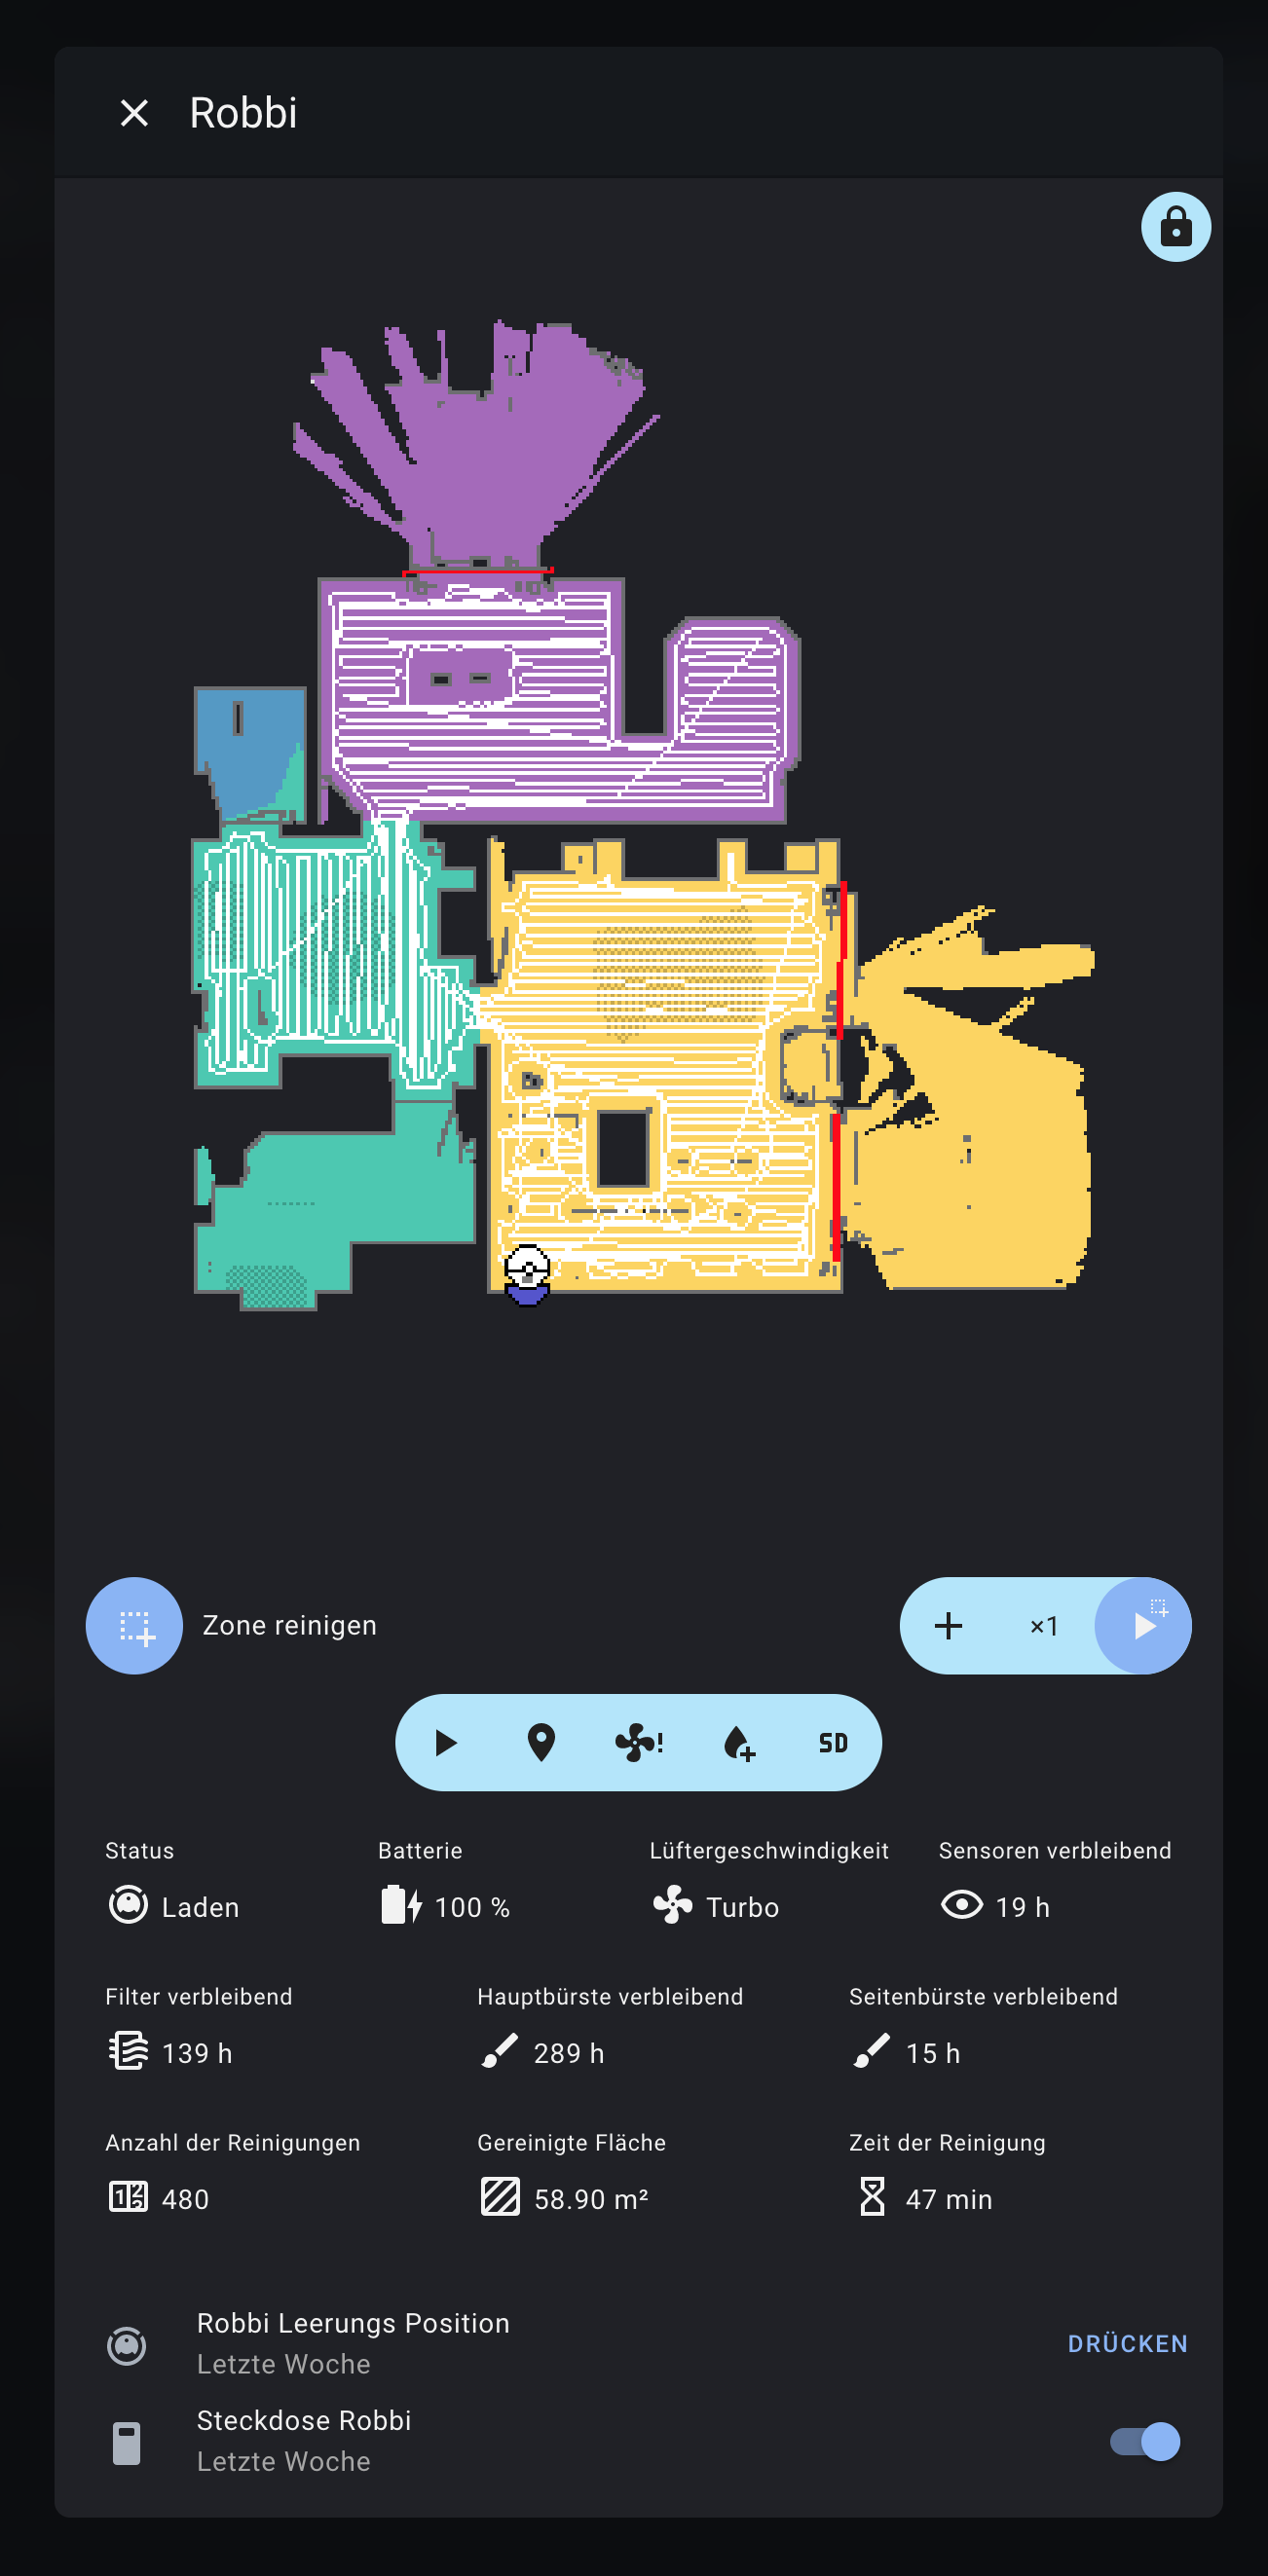 Robbi
Zone reinigen
×1
SD
Status
Batterie
Lüftergeschwindigkeit
Sensoren verbleibend
Laden
100 %
Turbo
19 h
Filter verbleibend
Hauptbürste verbleibend
Seitenbürste verbleibend
139 h
289 h
15 h
Anzahl der Reinigungen
Gereinigte Fläche
Zeit der Reinigung
480
58.90 m²
47 min
Robbi Leerungs Position
Letzte Woche
DRÜCKEN
Steckdose Robbi
Letzte Woche